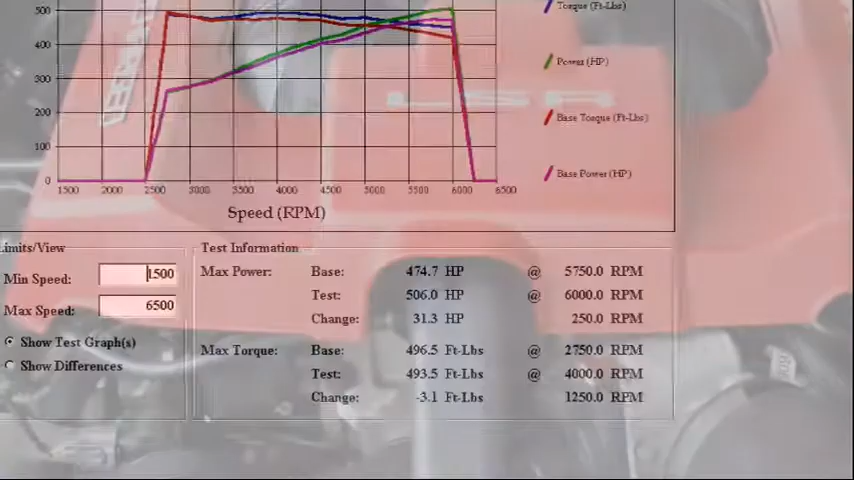 500
400
300
200
100
0
1500 2000 2500 3000 3500 4000 4500 5000 5500 6000 6500
Speed (RPM)
Torque (Ft-Lbs)
Power (HP)
Base Torque (Ft-Lbs)
Base Power (HP)
LSR
Limits/View
Min Speed: 1500
Max Speed: 6500
Show Test Graph(s)
Show Differences
Test Information
Max Power: Base: 474.7 HP @ 5750.0 RPM
Test: 506.0 HP @ 6000.0 RPM
Change: 31.3 HP 250.0 RPM
Max Torque: Base: 496.5 Ft-Lbs @ 2750.0 RPM
Test: 493.5 Ft-Lbs @ 4000.0 RPM
Change: -3.1 Ft-Lbs 1250.0 RPM